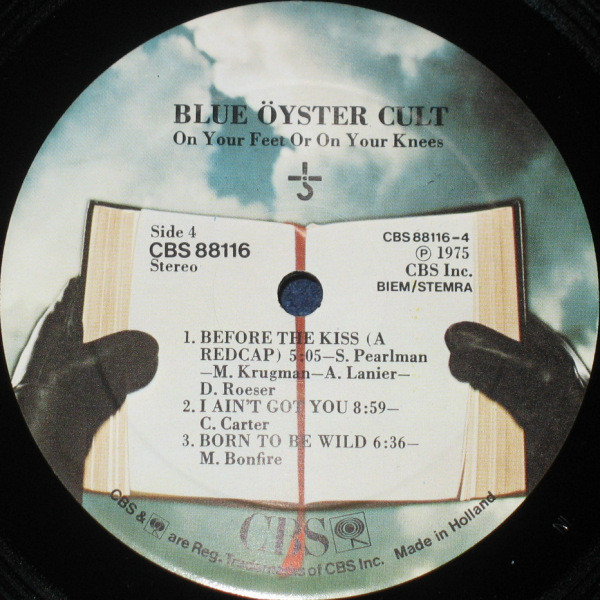 BLUE ÖYSTER CULT
On Your Feet Or On Your Knees
Side 4
CBS 88116
Stereo
CBS 88116-4
Ⓟ 1975
CBS Inc.
BIEM/STEMRA
1. BEFORE THE KISS (A
REDCAP) 5:05—S. Pearlman
—M. Krugman—A. Lanier—
D. Roeser
2. I AIN'T GOT YOU 8:59—
C. Carter
3. BORN TO BE WILD 6:36—
M. Bonfire
CBS
CBS & are Reg. Trademarks of CBS Inc. Made in Holland